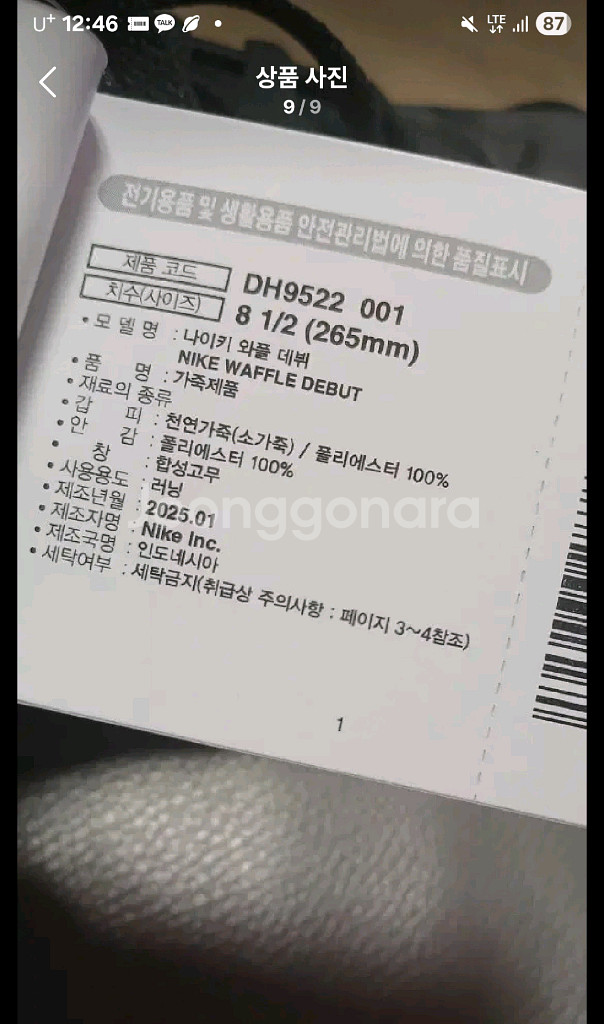 U+ 12:46 TALK LTE 87
상품 사진
9/9
전기용품 및 생활용품 안전관리법에 의한 품질표시
제품 코드 DH9522 001
치수(사이즈) 8 1/2 (265mm)
• 모델명 : 나이키 와플 데뷔
NIKE WAFFLE DEBUT
• 품 명 : 가죽제품
• 재료의 종류
• 갑 피 : 천연가죽(소가죽) / 폴리에스터 100%
• 안 감 : 폴리에스터 100%
• 창 : 합성고무
• 사용용도 : 러닝
• 제조년월 : 2025.01
• 제조자명 : Nike Inc.
• 제조국명 : 인도네시아
• 세탁여부 : 세탁금지(취급상 주의사항 : 페이지 3~4참조)
Joonggonara
1